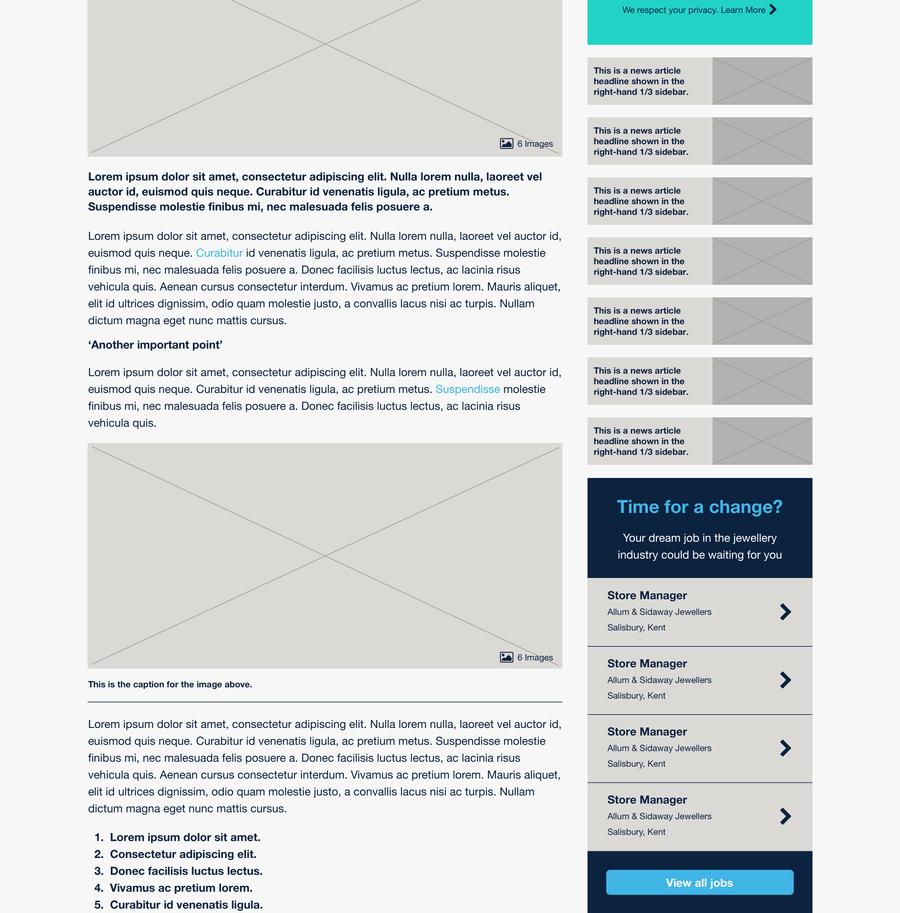 6 Images
Lorem ipsum dolor sit amet, consectetur adipiscing elit. Nulla lorem nulla, laoreet vel
auctor id, euismod quis neque. Curabitur id venenatis ligula, ac pretium metus.
Suspendisse molestie finibus mi, nec malesuada felis posuere a.
Lorem ipsum dolor sit amet, consectetur adipiscing elit. Nulla lorem nulla, laoreet vel auctor id,
euismod quis neque. Curabitur id venenatis ligula, ac pretium metus. Suspendisse molestie
finibus mi, nec malesuada felis posuere a. Donec facilisis luctus lectus, ac lacinia risus
vehicula quis. Aenean cursus consectetur interdum. Vivamus ac pretium lorem. Mauris aliquet,
elit id ultrices dignissim, odio quam molestie justo, a convallis lacus nisi ac turpis. Nullam
dictum magna eget nunc mattis cursus.
‘Another important point’
Lorem ipsum dolor sit amet, consectetur adipiscing elit. Nulla lorem nulla, laoreet vel auctor id,
euismod quis neque. Curabitur id venenatis ligula, ac pretium metus. Suspendisse molestie
finibus mi, nec malesuada felis posuere a. Donec facilisis luctus lectus, ac lacinia risus
vehicula quis.
6 Images
This is the caption for the image above.
Lorem ipsum dolor sit amet, consectetur adipiscing elit. Nulla lorem nulla, laoreet vel auctor id,
euismod quis neque. Curabitur id venenatis ligula, ac pretium metus. Suspendisse molestie
finibus mi, nec malesuada felis posuere a. Donec facilisis luctus lectus, ac lacinia risus
vehicula quis. Aenean cursus consectetur interdum. Vivamus ac pretium lorem. Mauris aliquet,
elit id ultrices dignissim, odio quam molestie justo, a convallis lacus nisi ac turpis. Nullam
dictum magna eget nunc mattis cursus.
1. Lorem ipsum dolor sit amet.
2. Consectetur adipiscing elit.
3. Donec facilisis luctus lectus.
4. Vivamus ac pretium lorem.
5. Curabitur id venenatis ligula.
We respect your privacy. Learn More
This is a news article
headline shown in the
right-hand 1/3 sidebar.
This is a news article
headline shown in the
right-hand 1/3 sidebar.
This is a news article
headline shown in the
right-hand 1/3 sidebar.
This is a news article
headline shown in the
right-hand 1/3 sidebar.
This is a news article
headline shown in the
right-hand 1/3 sidebar.
This is a news article
headline shown in the
right-hand 1/3 sidebar.
This is a news article
headline shown in the
right-hand 1/3 sidebar.
Time for a change?
Your dream job in the jewellery
industry could be waiting for you
Store Manager
Allum & Sidaway Jewellers
Salisbury, Kent
Store Manager
Allum & Sidaway Jewellers
Salisbury, Kent
Store Manager
Allum & Sidaway Jewellers
Salisbury, Kent
Store Manager
Allum & Sidaway Jewellers
Salisbury, Kent
View all jobs